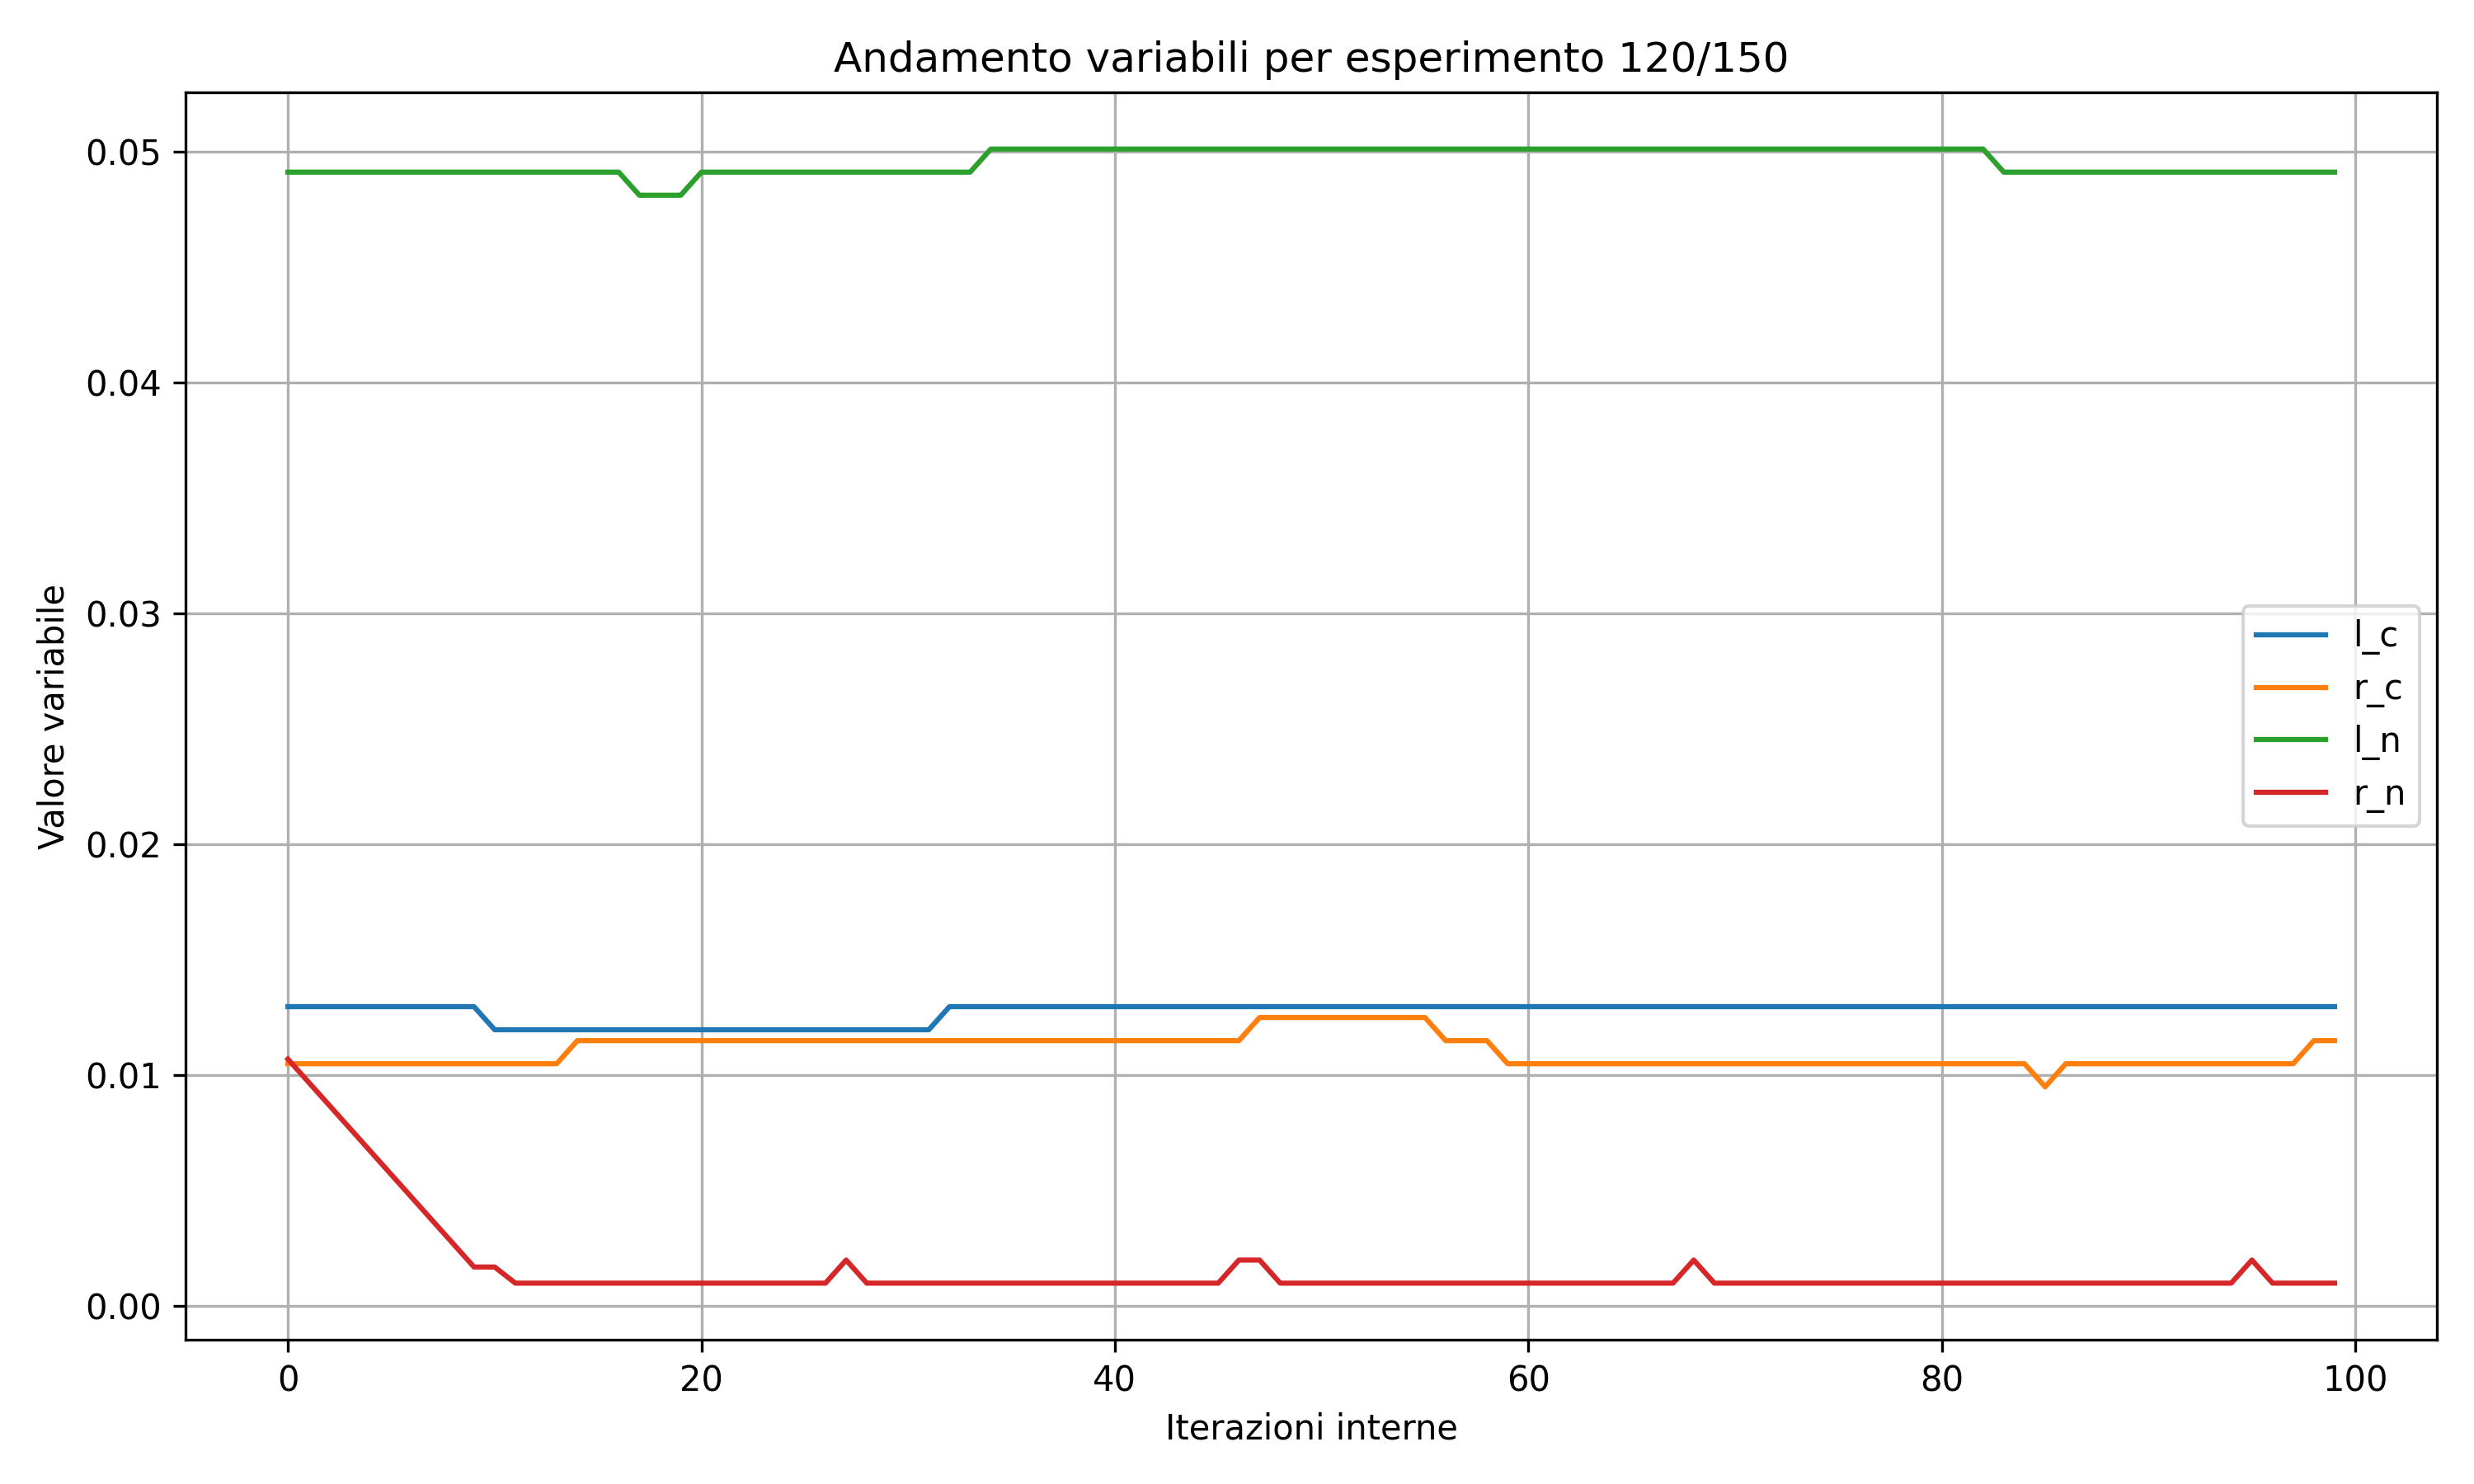 Andamento variabili per esperimento 120/150
Valore variabile
0.05
0.04
0.03
0.02
0.01
0.00
l_c
r_c
l_n
r_n
0 20 40 60 80 100
Iterazioni interne